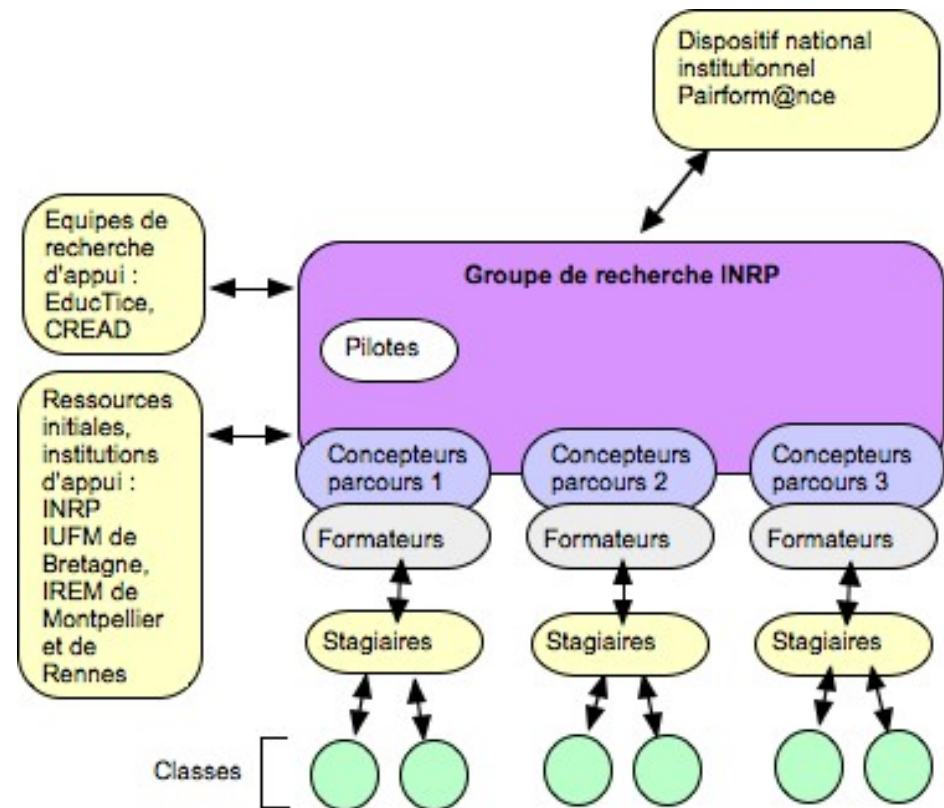 Dispositif national
institutionnel
Pairform@nce
Equipes de
recherche
d'appui :
EducTice,
CREAD
Groupe de recherche INRP
Pilotes
Ressources
initiales,
institutions
d'appui :
INRP
IUFM de
Bretagne,
IREM de
Montpellier
et de
Rennes
Concepteurs
parcours 1
Concepteurs
parcours 2
Concepteurs
parcours 3
Formateurs
Formateurs
Formateurs
Stagiaires
Stagiaires
Stagiaires
Classes